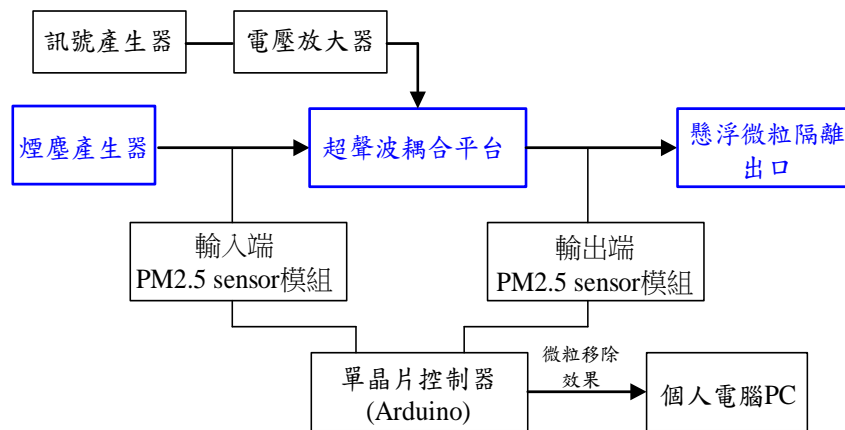 訊號產生器
電壓放大器
煙塵產生器
超聲波耦合平台
懸浮微粒隔離
出口
輸入端
PM2.5 sensor模組
輸出端
PM2.5 sensor模組
單晶片控制器
(Arduino)
微粒移除
效果
個人電腦PC